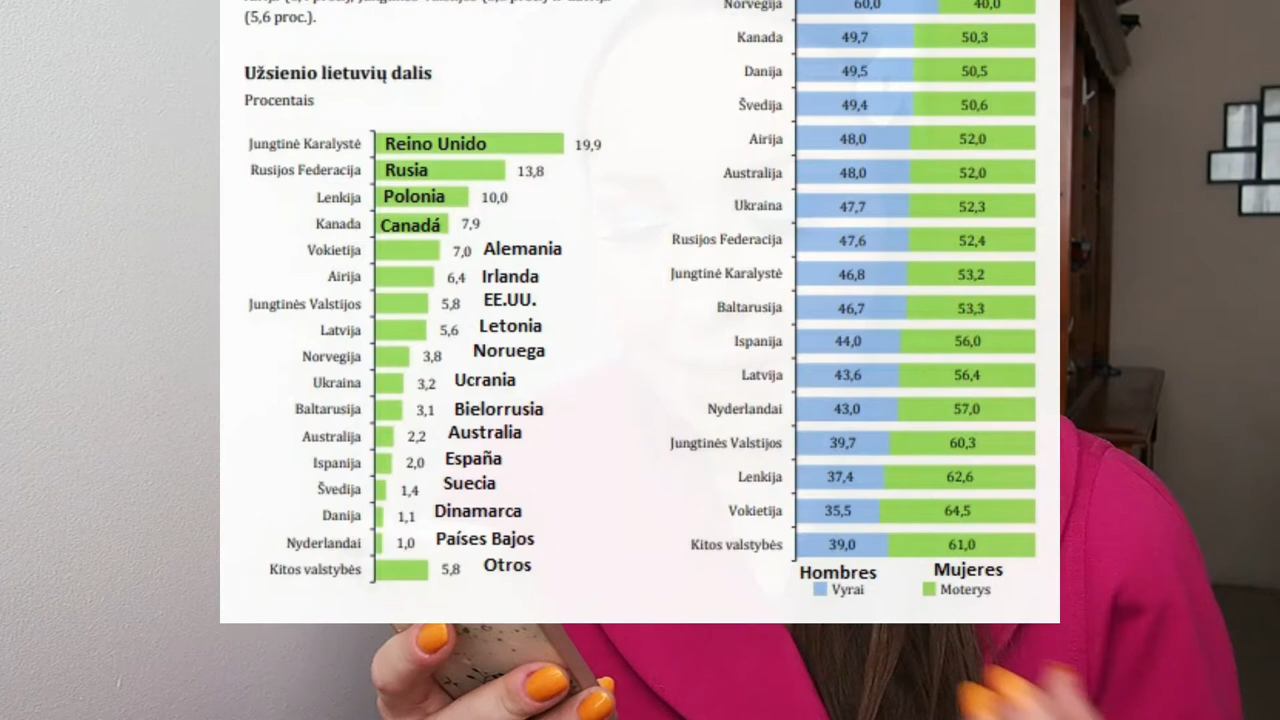 (5,6 proc.).
Užsienio lietuvių dalis
Procentais
Jungtinė Karalystė Reino Unido 19,9
Rusijos Federacija Rusia 13,8
Lenkija Polonia 10,0
Kanada Canadá 7,9
Vokietija 7,0 Alemania
Airija 6,4 Irlanda
Jungtinės Valstijos 5,8 EE.UU.
Latvija 5,6 Letonia
Norvegija 3,8 Noruega
Ukraina 3,2 Ucrania
Baltarusija 3,1 Bielorrusia
Australija 2,2 Australia
Ispanija 2,0 España
Švedija 1,4 Suecia
Danija 1,1 Dinamarca
Nyderlandai 1,0 Países Bajos
Kitos valstybės 5,8 Otros
Norvegija 60,0 40,0
Kanada 49,7 50,3
Danija 49,5 50,5
Švedija 49,4 50,6
Airija 48,0 52,0
Australija 48,0 52,0
Ukraina 47,7 52,3
Rusijos Federacija 47,6 52,4
Jungtinė Karalystė 46,8 53,2
Baltarusija 46,7 53,3
Ispanija 44,0 56,0
Latvija 43,6 56,4
Nyderlandai 43,0 57,0
Jungtinės Valstijos 39,7 60,3
Lenkija 37,4 62,6
Vokietija 35,5 64,5
Kitos valstybės 39,0 61,0
Hombres Mujeres
Vyrai Moterys